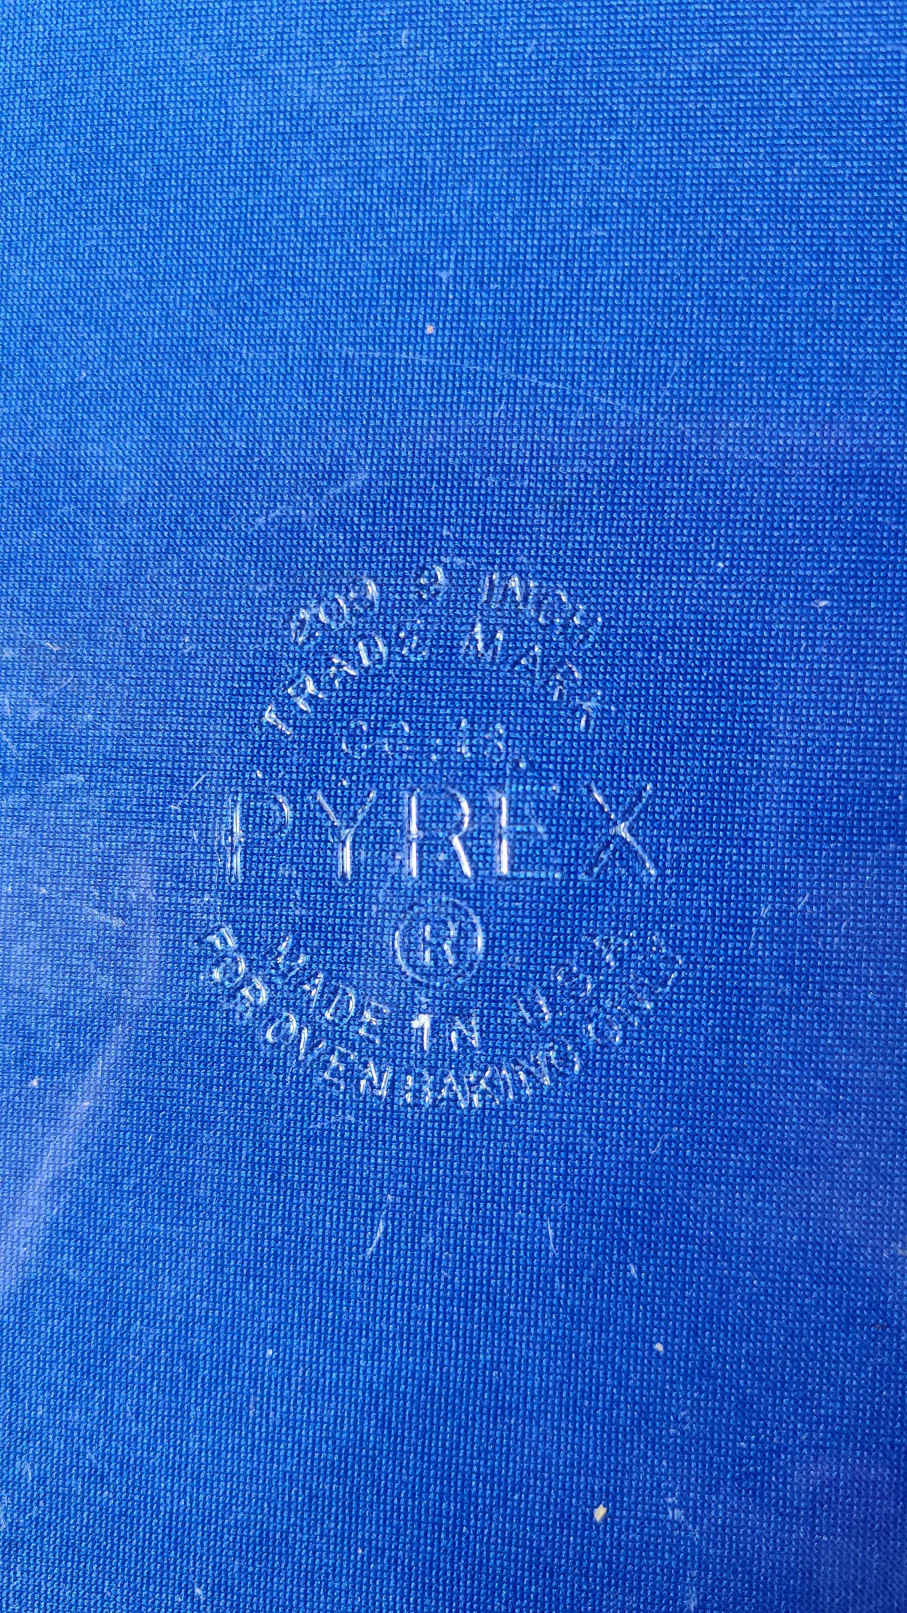 209 9 INCH
TRADE MARK
PYREX
®
MADE IN U.S.A.
FOR OVEN BAKING ONLY